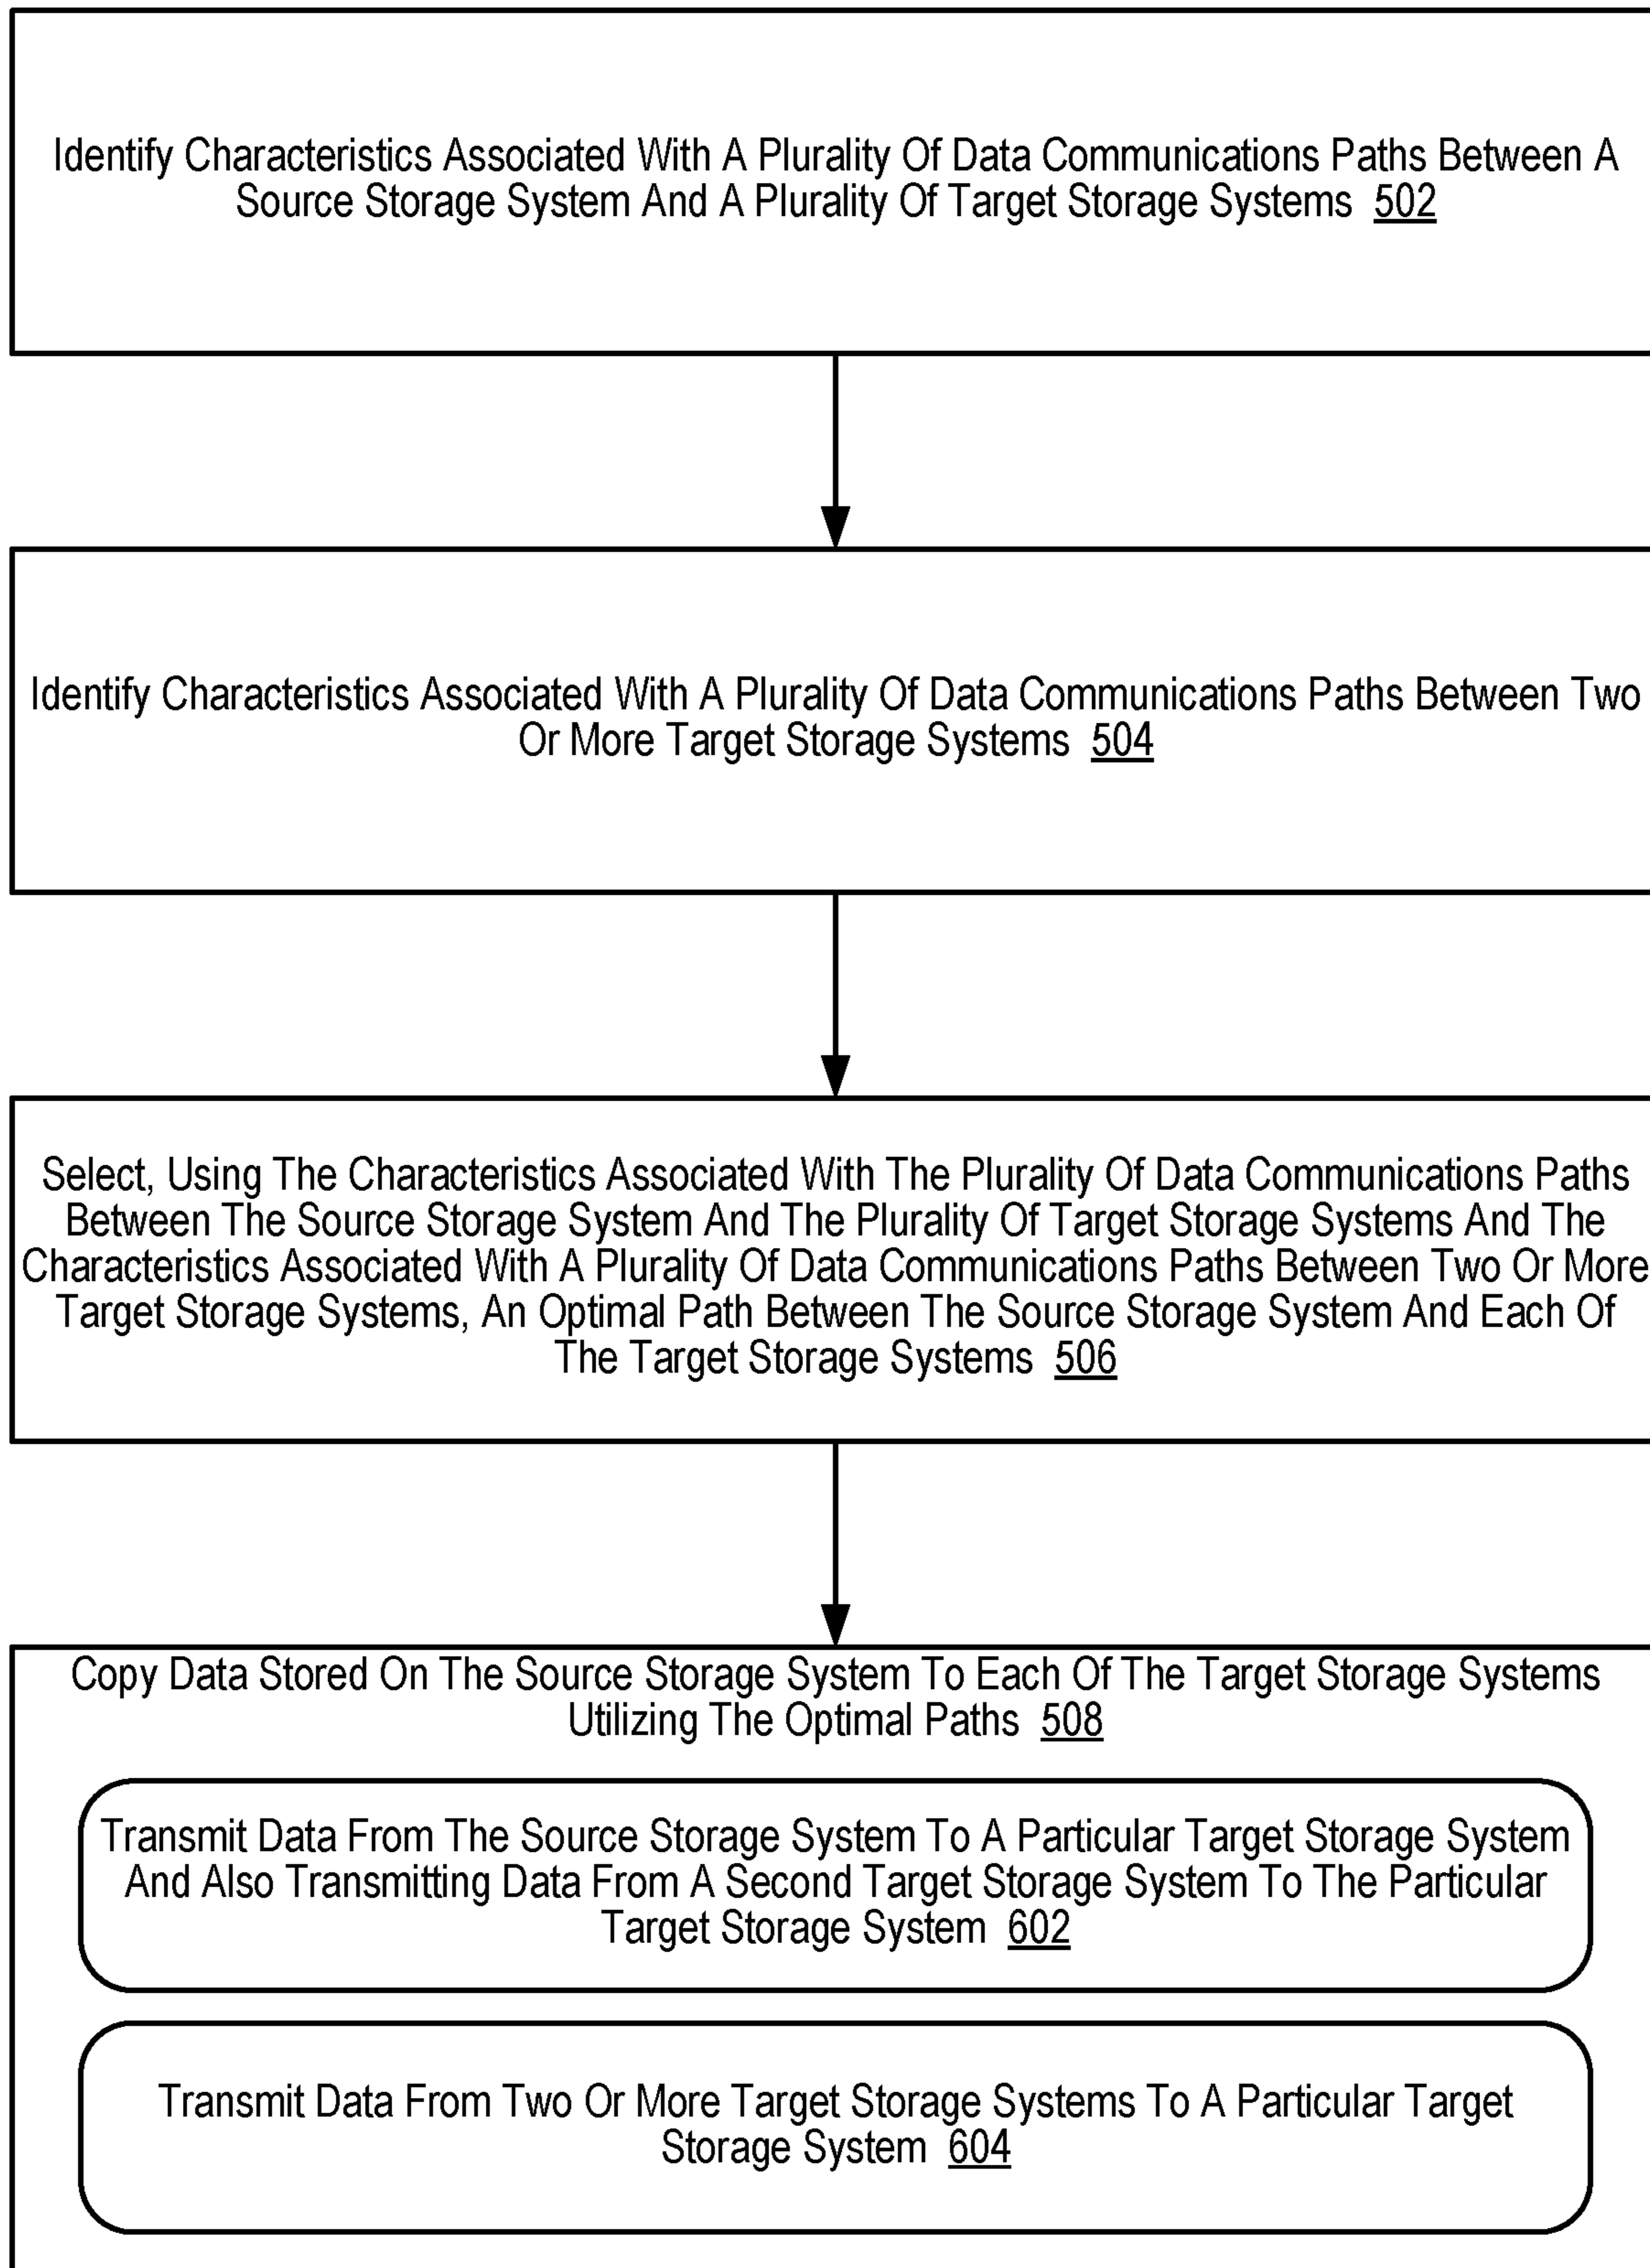 Identify Characteristics Associated With A Plurality Of Data Communications Paths Between A
Source Storage System And A Plurality Of Target Storage Systems 502
Identify Characteristics Associated With A Plurality Of Data Communications Paths Between Two
Or More Target Storage Systems 504
Select, Using The Characteristics Associated With The Plurality Of Data Communications Paths
Between The Source Storage System And The Plurality Of Target Storage Systems And The
Characteristics Associated With A Plurality Of Data Communications Paths Between Two Or More
Target Storage Systems, An Optimal Path Between The Source Storage System And Each Of
The Target Storage Systems 506
Copy Data Stored On The Source Storage System To Each Of The Target Storage Systems
Utilizing The Optimal Paths 508
Transmit Data From The Source Storage System To A Particular Target Storage System
And Also Transmitting Data From A Second Target Storage System To The Particular
Target Storage System 602
Transmit Data From Two Or More Target Storage Systems To A Particular Target
Storage System 604